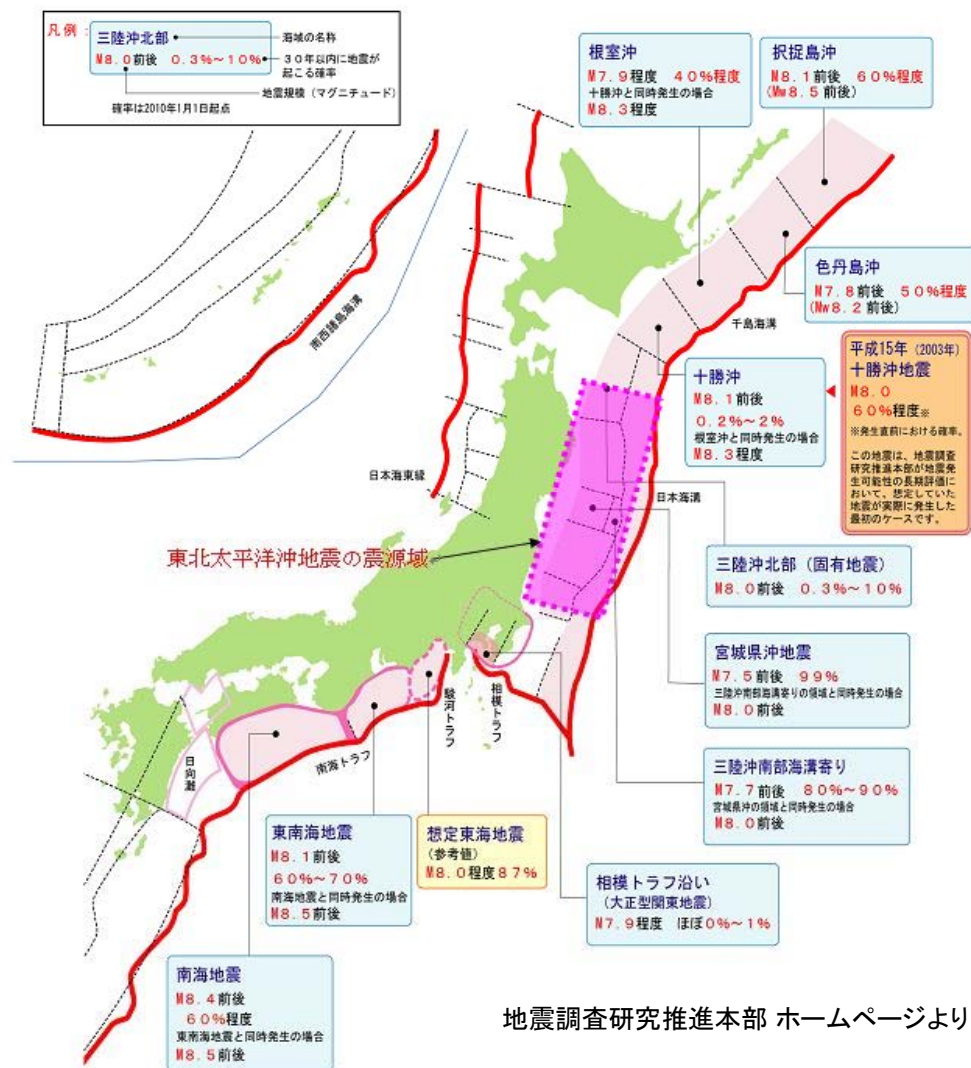 凡例：
三陸沖北部
海域の名称
M8.0前後 0.3%～10%
30年以内に地震が
起こる確率
地震規模（マグニチュード）
確率は2010年1月1日起点
根室沖
M7.9程度 40%程度
十勝沖と同時発生の場合
M8.3程度
択捉島沖
M8.1前後 60%程度
(Mw8.5前後)
色丹島沖
M7.8前後 50%程度
(Mw8.2前後)
南西諸島海溝
千島海溝
平成15年（2003年）
十勝沖地震
M8.0
60%程度※
※発生直前における確率。
この地震は、地震調査
研究推進本部が地震発
生可能性の長期評価に
おいて、想定していた
地震が実際に発生した
最初のケースです。
十勝沖
M8.1前後
0.2%～2%
根室沖と同時発生の場合
M8.3程度
日本海東縁
日本海溝
東北太平洋沖地震の震源域
三陸沖北部（固有地震）
M8.0前後 0.3%～10%
宮城県沖地震
M7.5前後 99%
三陸沖南部海溝寄りの領域と同時発生の場合
M8.0前後
三陸沖南部海溝寄り
M7.7前後 80%～90%
宮城県沖の領域と同時発生の場合
M8.0前後
駿河トラフ
相模トラフ
南海トラフ
日向灘
東南海地震
M8.1前後
60%～70%
南海地震と同時発生の場合
M8.5前後
想定東海地震
（参考値）
M8.0程度87%
相模トラフ沿い
（大正型関東地震）
M7.9程度 ほぼ0%～1%
南海地震
M8.4前後
60%程度
東南海地震と同時発生の場合
M8.5前後
地震調査研究推進本部 ホームページより